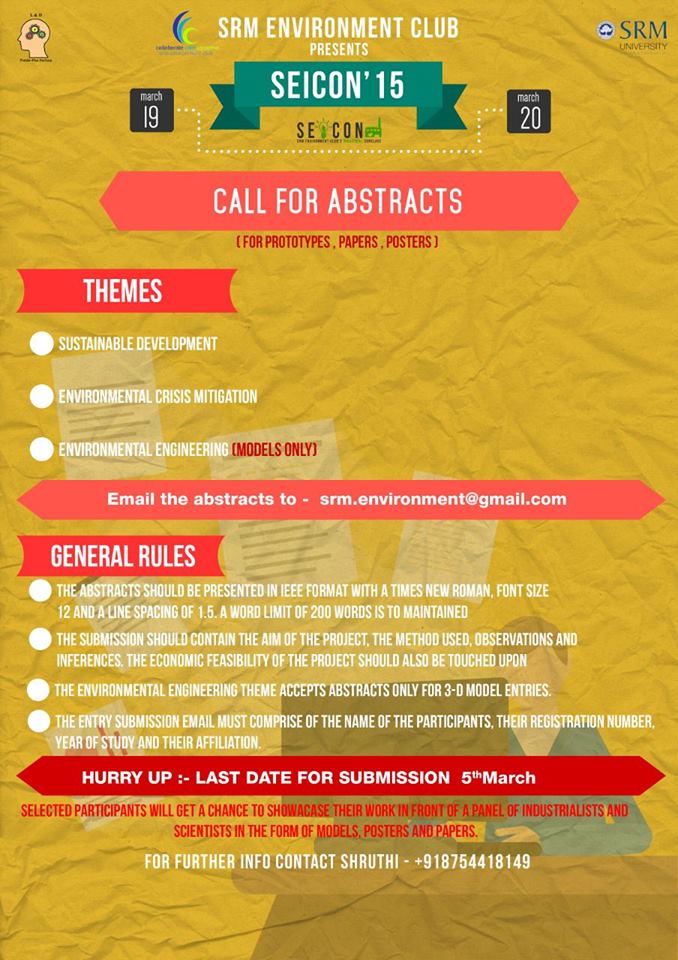 L & D
SRM ENVIRONMENT CLUB
PRESENTS
SRM
UNIVERSITY
SEICON'15
march
19
march
20
SEICON
CALL FOR ABSTRACTS
( FOR PROTOTYPES , PAPERS , POSTERS )
THEMES
SUSTAINABLE DEVELOPMENT
ENVIRONMENTAL CRISIS MITIGATION
ENVIRONMENTAL ENGINEERING (MODELS ONLY)
Email the abstracts to - srm.environment@gmail.com
GENERAL RULES
THE ABSTRACTS SHOULD BE PRESENTED IN IEEE FORMAT WITH A TIMES NEW ROMAN, FONT SIZE
12 AND A LINE SPACING OF 1.5. A WORD LIMIT OF 200 WORDS IS TO MAINTAINED
THE SUBMISSION SHOULD CONTAIN THE AIM OF THE PROJECT, THE METHOD USED, OBSERVATIONS AND
INFERENCES. THE ECONOMIC FEASIBILITY OF THE PROJECT SHOULD ALSO BE TOUCHED UPON
THE ENVIRONMENTAL ENGINEERING THEME ACCEPTS ABSTRACTS ONLY FOR 3-D MODEL ENTRIES.
THE ENTRY SUBMISSION EMAIL MUST COMPRISE OF THE NAME OF THE PARTICIPANTS, THEIR REGISTRATION NUMBER,
YEAR OF STUDY AND THEIR AFFILIATION.
HURRY UP :- LAST DATE FOR SUBMISSION 5thMarch
SELECTED PARTICIPANTS WILL GET A CHANCE TO SHOWACASE THEIR WORK IN FRONT OF A PANEL OF INDUSTRIALISTS AND
SCIENTISTS IN THE FORM OF MODELS, POSTERS AND PAPERS.
FOR FURTHER INFO CONTACT SHRUTHI - +918754418149